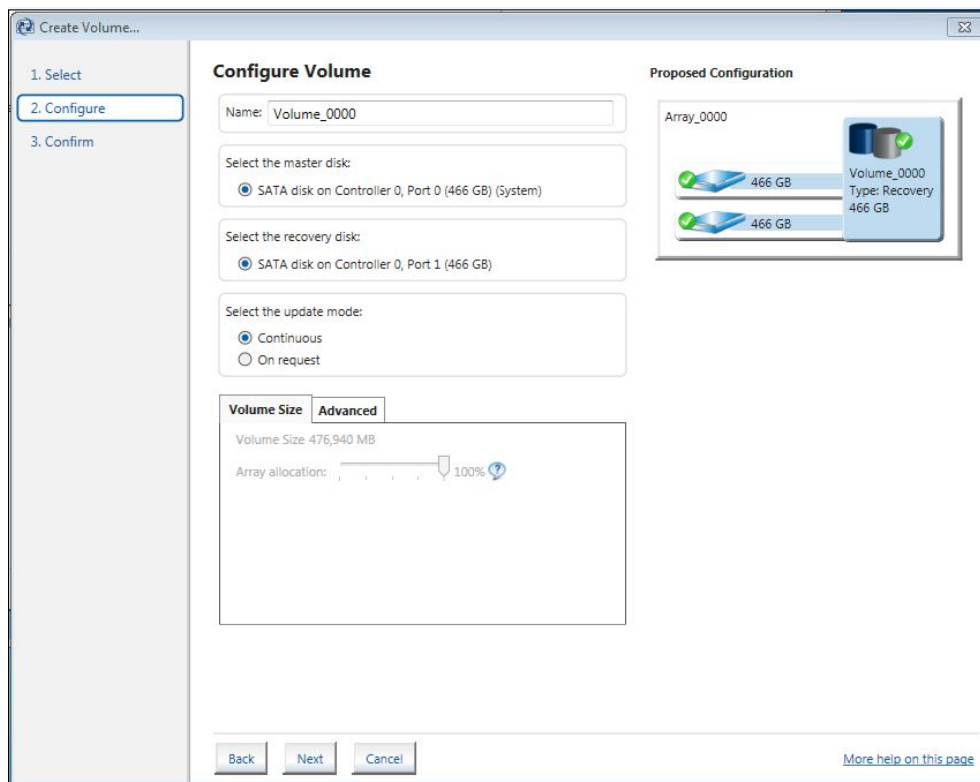 Create Volume...
1. Select
2. Configure
3. Confirm
Configure Volume
Name: Volume_0000
Select the master disk:
SATA disk on Controller 0, Port 0 (466 GB) (System)
Select the recovery disk:
SATA disk on Controller 0, Port 1 (466 GB)
Select the update mode:
Continuous
On request
Volume Size Advanced
Volume Size 476,940 MB
Array allocation: 100% ?
Proposed Configuration
Array_0000
466 GB
466 GB
Volume_0000
Type: Recovery
466 GB
Back Next Cancel
More help on this page